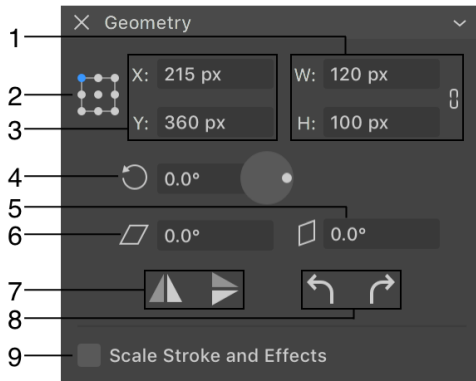 Geometry
1
2
3
X: 215 px W: 120 px
Y: 360 px H: 100 px
4 0.0°
5
6 0.0° 0.0°
7
8
9 Scale Stroke and Effects